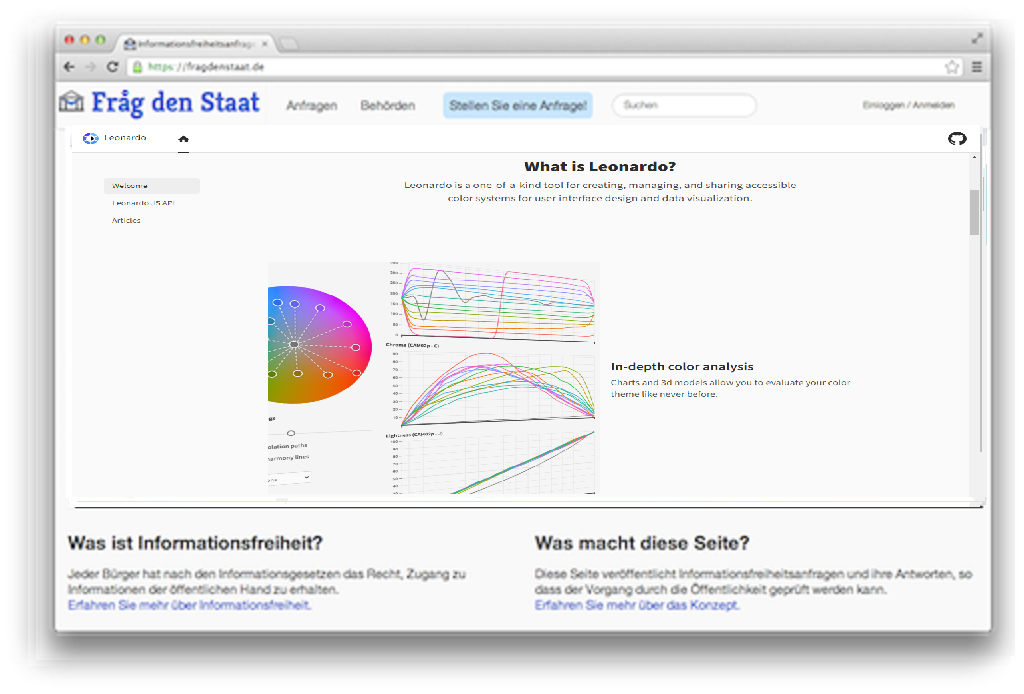 Informationsfreiheitsanfrag
https://fragdenstaat.de
Fråg den Staat
Anfragen
Behörden
Stellen Sie eine Anfrage!
Suchen
Einloggen / Anmelden
Leonardo
What is Leonardo?
Leonardo is a one-of-a-kind tool for creating, managing, and sharing accessible
color systems for user interface design and data visualization.
Welcome
Leonardo JS API
Articles
Chroma (CAM02p-C)
In-depth color analysis
Charts and 3d models allow you to evaluate your color
theme like never before.
olation paths
armony lines
Was ist Informationsfreiheit?
Jeder Bürger hat nach den Informationsgesetzen das Recht, Zugang zu
Informationen der öffentlichen Hand zu erhalten.
Erfahren Sie mehr über Informationsfreiheit.
Was macht diese Seite?
Diese Seite veröffentlicht Informationsfreiheitsanfragen und ihre Antworten, so
dass der Vorgang durch die Öffentlichkeit geprüft werden kann.
Erfahren Sie mehr über das Konzept.